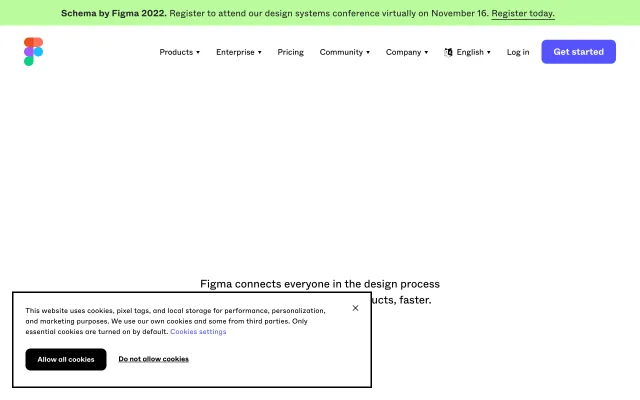 Schema by Figma 2022. Register to attend our design systems conference virtually on November 16. Register today.
Products Enterprise Pricing Community Company English Log in Get started
Figma connects everyone in the design process
ucts, faster.
This website uses cookies, pixel tags, and local storage for performance, personalization,
and marketing purposes. We use our own cookies and some from third parties. Only
essential cookies are turned on by default. Cookies settings
Allow all cookies Do not allow cookies